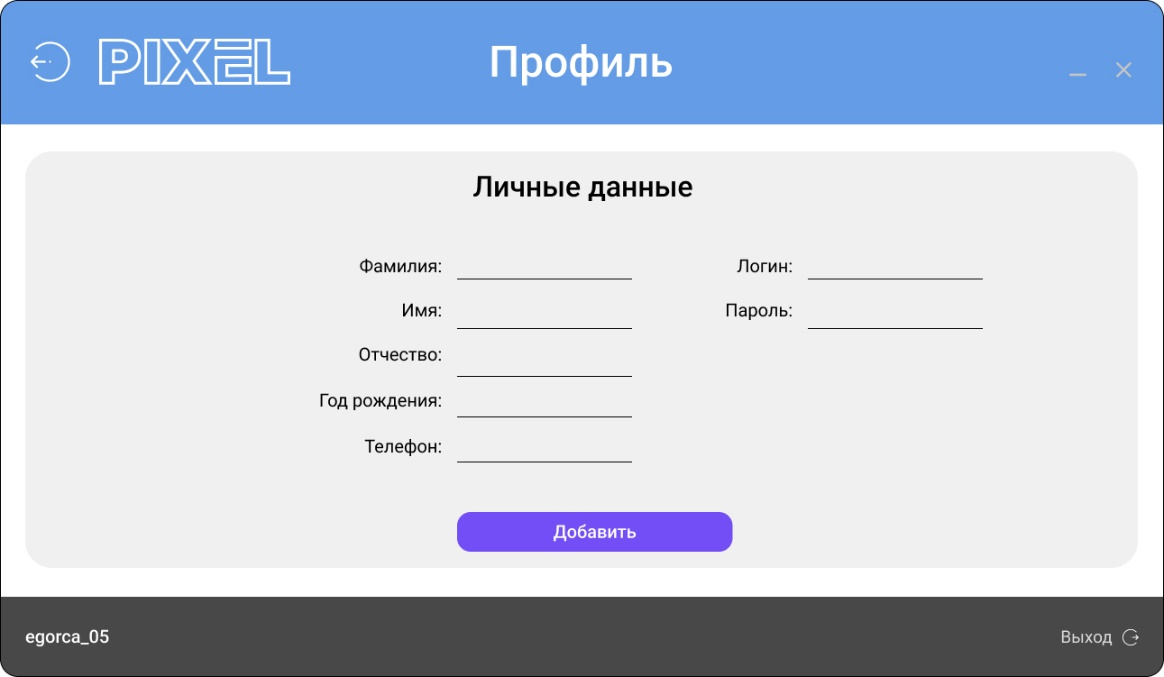 PIXEL
Профиль
Личные данные
Фамилия:
Имя:
Отчество:
Год рождения:
Телефон:
Логин:
Пароль:
Добавить
egorca_05
Выход